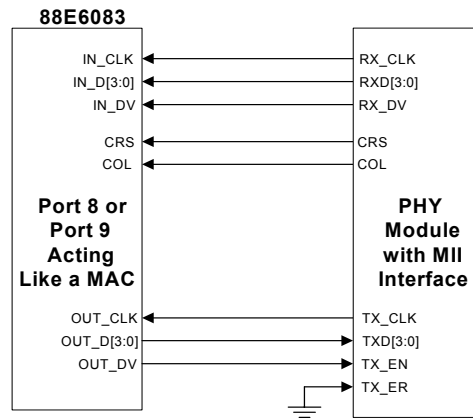 88E6083
IN_CLK RX_CLK
IN_D[3:0] RXD[3:0]
IN_DV RX_DV
CRS CRS
COL COL
Port 8 or
Port 9
Acting
Like a MAC
PHY
Module
with MII
Interface
OUT_CLK TX_CLK
OUT_D[3:0] TXD[3:0]
OUT_DV TX_EN
TX_ER